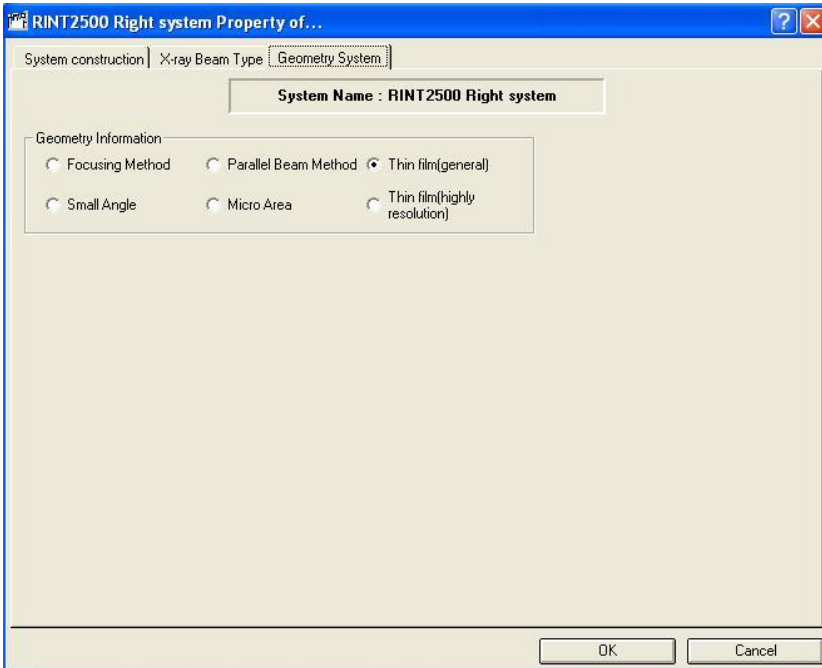 RINT2500 Right system Property of...
System construction X-ray Beam Type Geometry System
System Name : RINT2500 Right system
Geometry Information
Focusing Method Parallel Beam Method Thin film(general)
Small Angle Micro Area Thin film(highly
resolution)
OK Cancel